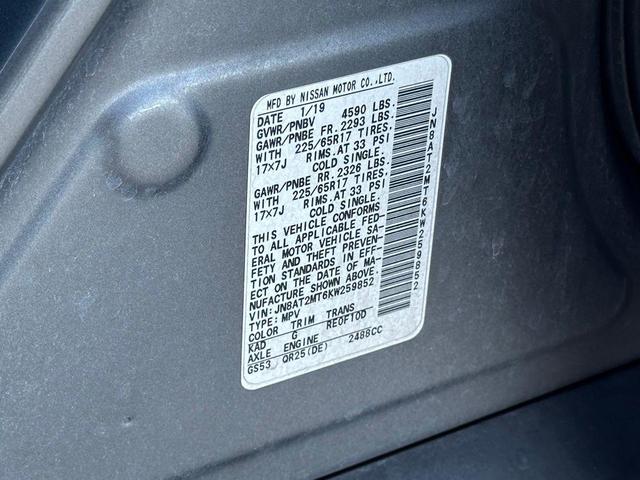 MFD BY NISSAN MOTOR CO.,LTD.
DATE 1/19
GVWR/PNBV 4590 LBS.
GAWR/PNBE FR. 2293 LBS.
WITH 225/65R17 TIRES,
17×7J RIMS,AT 33 PSI
COLD SINGLE.
GAWR/PNBE RR. 2326 LBS.
WITH 225/65R17 TIRES,
17×7J RIMS,AT 33 PSI
COLD SINGLE.
THIS VEHICLE CONFORMS
TO ALL APPLICABLE FED-
ERAL MOTOR VEHICLE SA-
FETY AND THEFT PREVEN-
TION STANDARDS IN EFF-
ECT ON THE DATE OF MA-
NUFACTURE SHOWN ABOVE.
VIN: JN8AT2MT6KW259852
TYPE: MPV
COLOR TRIM TRANS
KAD G RE0F10D
AXLE ENGINE
GS53 QR25(DE) 2488CC
JN8AT2MT6KW259852